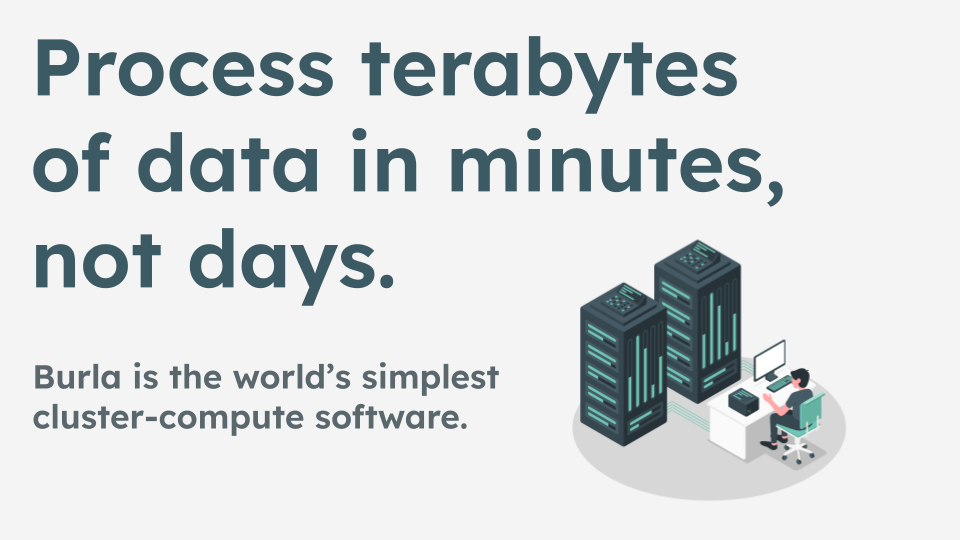 Process terabytes
of data in minutes,
not days.
Burla is the world’s simplest
cluster-compute software.